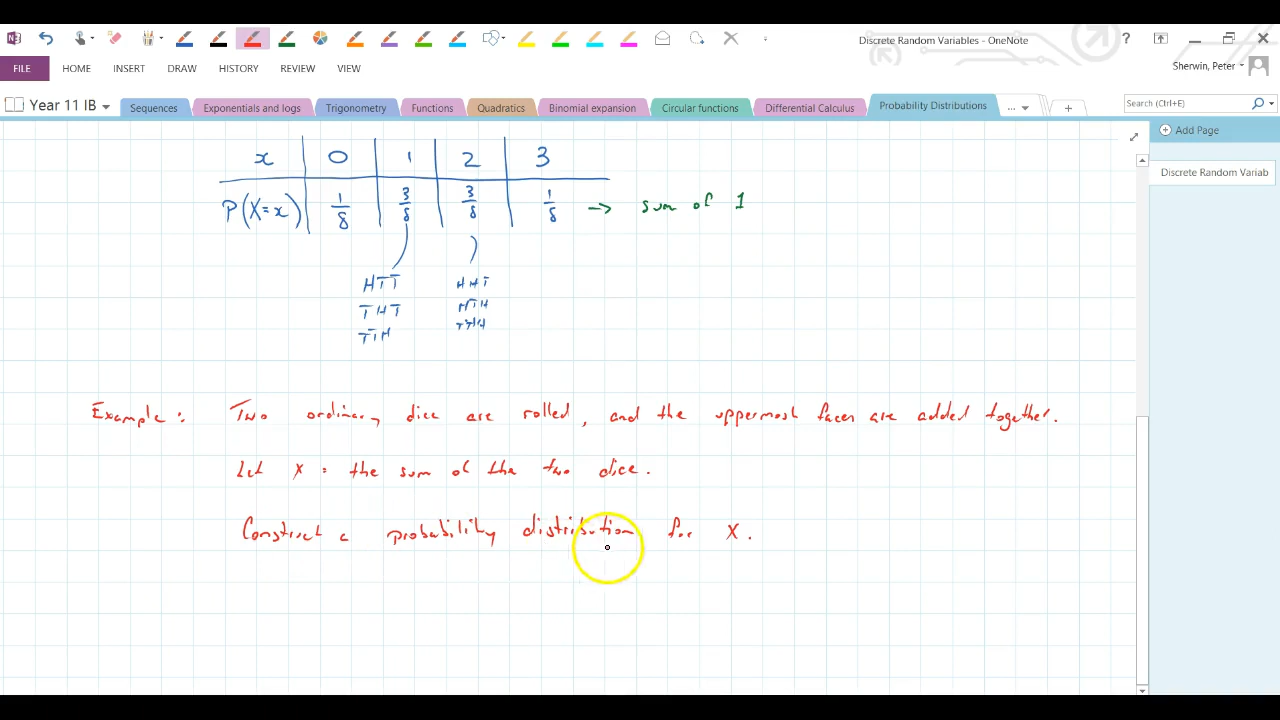 Discrete Random Variables - OneNote
Sherwin, Peter
FILE HOME INSERT DRAW HISTORY REVIEW VIEW
Year 11 IB Sequences Exponentials and logs Trigonometry Functions Quadratics Binomial expansion Circular functions Differential Calculus Probability Distributions ... Search (Ctrl+E)
Add Page
Discrete Random Variab
x 0 1 2 3
P(X=x) 1/8 3/8 3/8 1/8 → sum of 1
HTT HHT
THT HTH
TTH THH
Example: Two ordinary dice are rolled, and the uppermost faces are added together.
Let X = the sum of the two dice.
Construct a probability distribution for X.